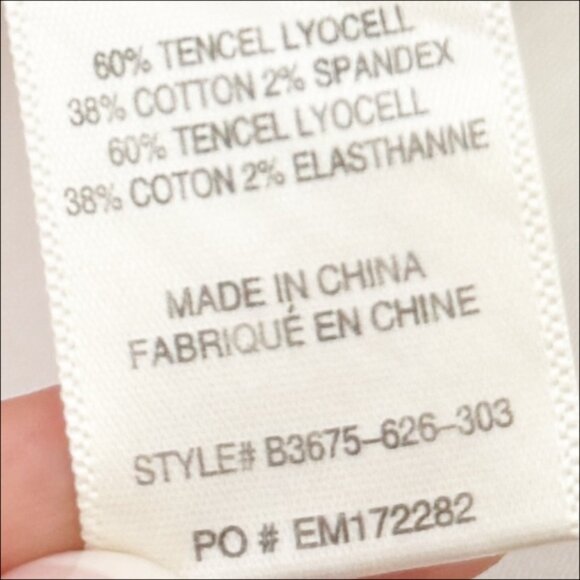 60% TENCEL LYOCELL
38% COTTON 2% SPANDEX
60% TENCEL LYOCELL
38% COTON 2% ELASTHANNE
MADE IN CHINA
FABRIQUÉ EN CHINE
STYLE# B3675-626-303
PO # EM172282